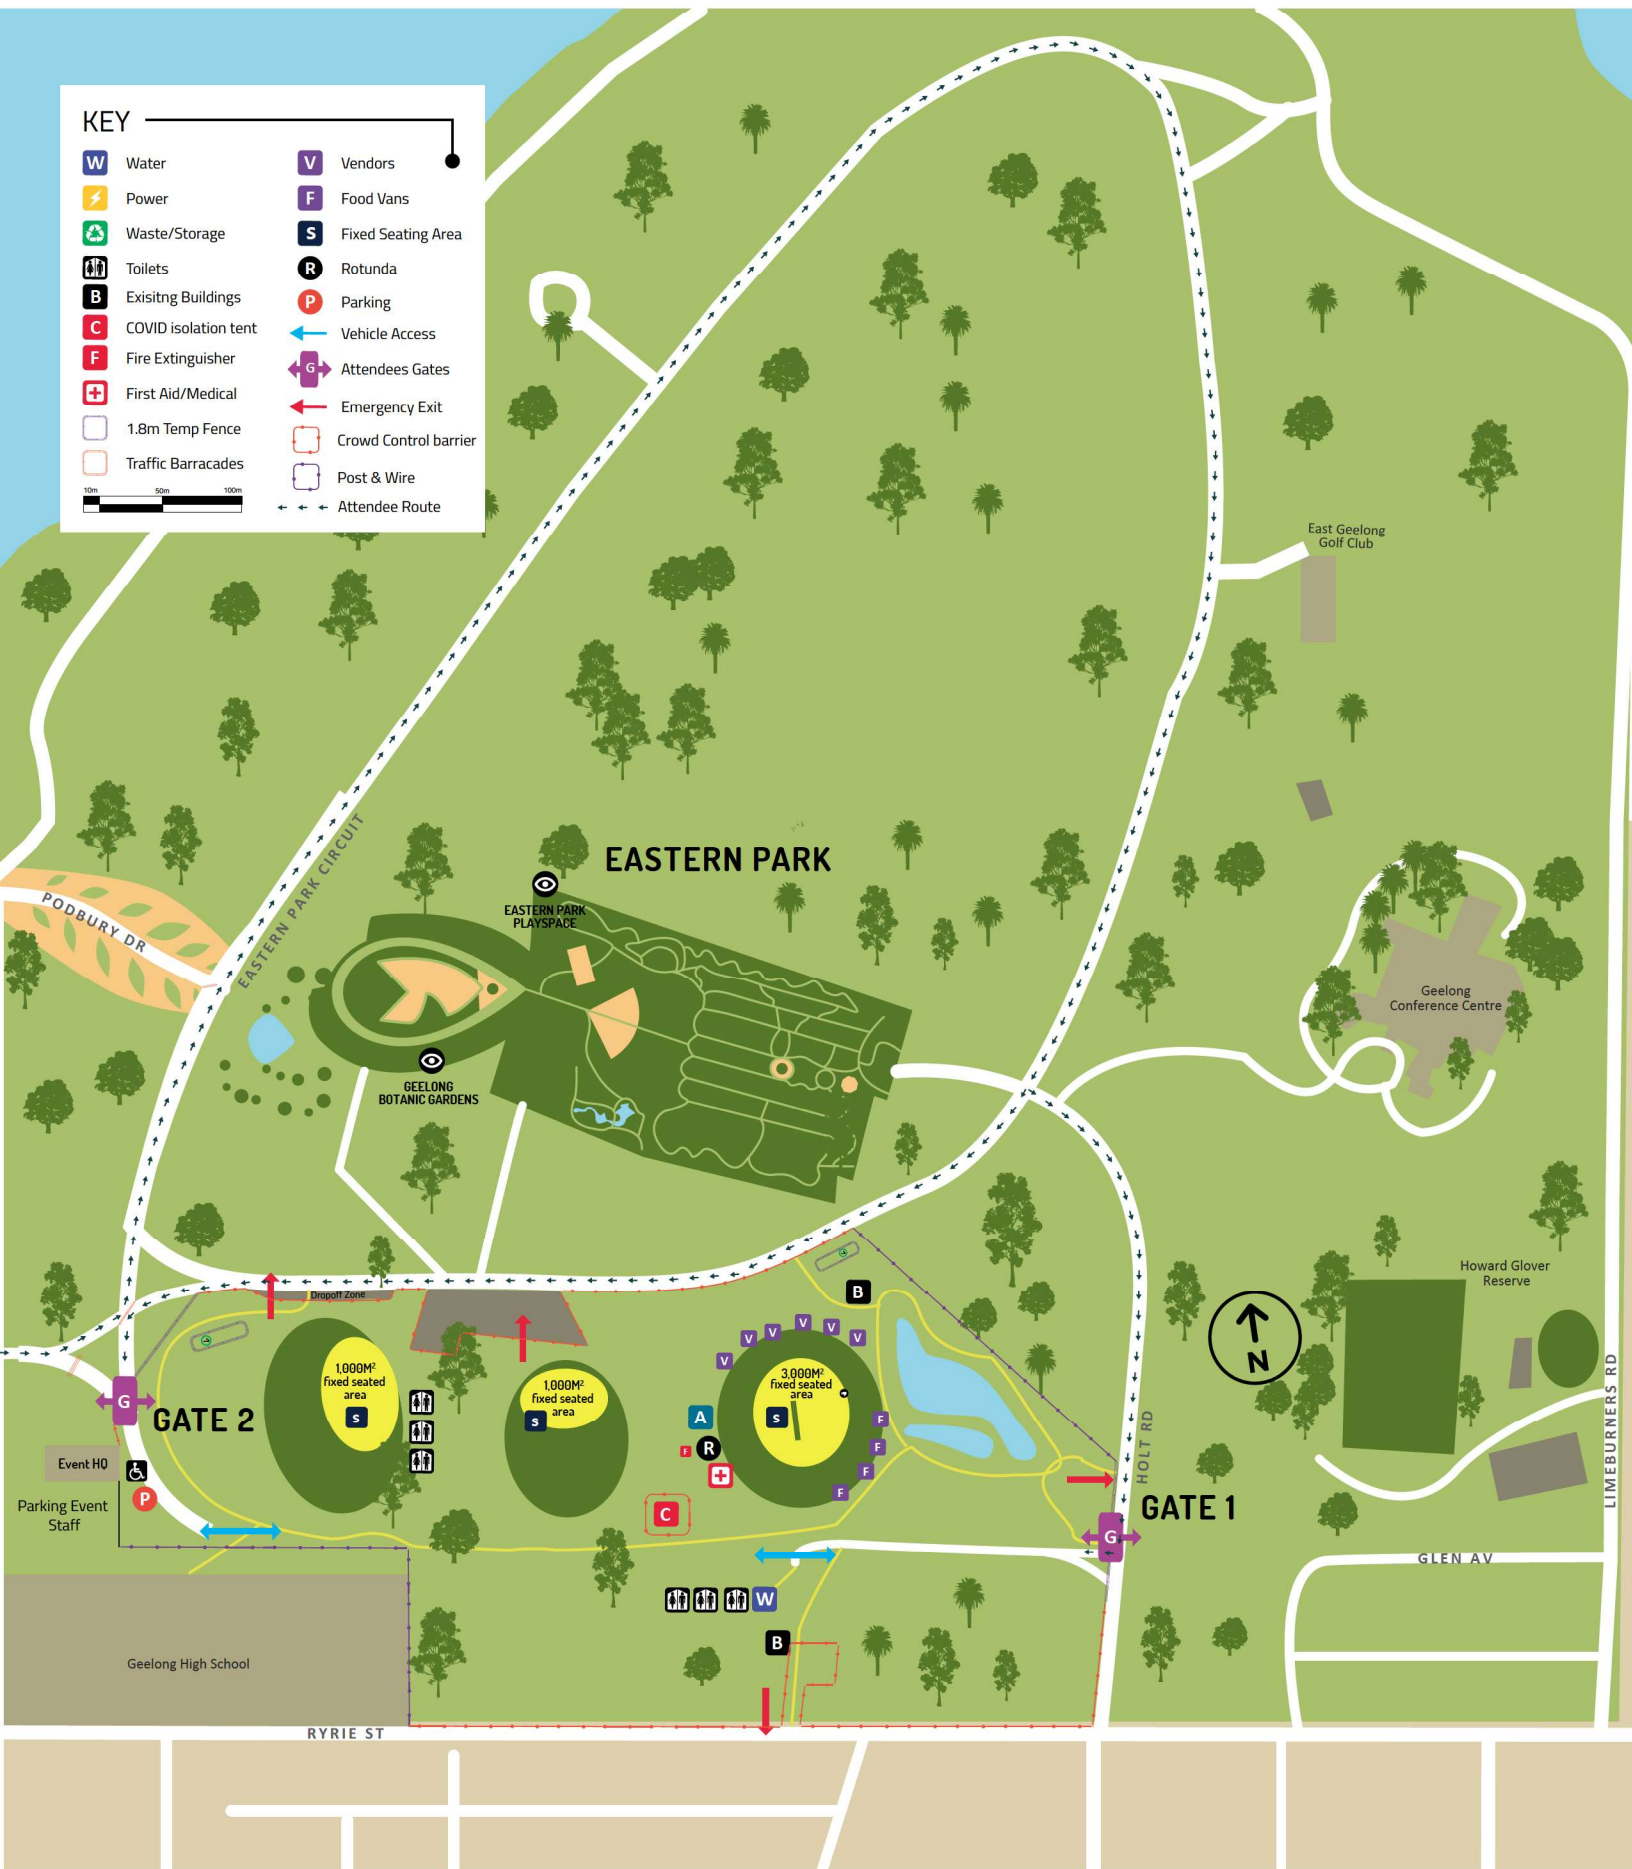 KEY
W Water
Power
Waste/Storage
Toilets
B Exisitng Buildings
C COVID isolation tent
F Fire Extinguisher
First Aid/Medical
1.8m Temp Fence
Traffic Barracades
10m 50m 100m
V Vendors
F Food Vans
S Fixed Seating Area
R Rotunda
P Parking
Vehicle Access
G Attendees Gates
Emergency Exit
Crowd Control barrier
Post & Wire
Attendee Route
East Geelong
Golf Club
EASTERN PARK CIRCUIT
EASTERN PARK
PODBURY DR
EASTERN PARK
PLAYSPACE
Geelong
Conference Centre
GEELONG
BOTANIC GARDENS
Howard Glover
Reserve
Dropoff Zone
B
V
V
V
V
V
V
1,000M²
fixed seated
area
S
1,000M²
fixed seated
area
S
3,000M²
fixed seated
area
S
N
G
GATE 2
A
R
F
F
F
F
F
C
HOLT RD
LIMEBURNERS RD
Event HQ
P
Parking Event
Staff
GATE 1
G
GLEN AV
W
B
Geelong High School
RYRIE ST